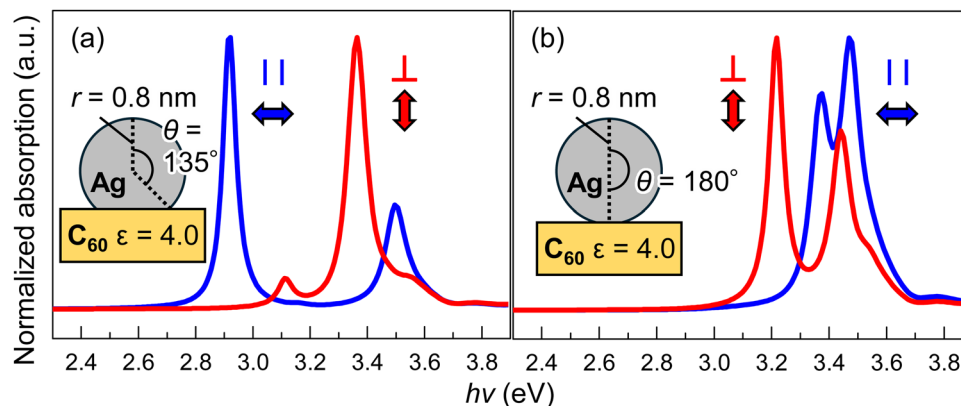 Normalized absorption (a.u.)
(a)
| |
⊥
r = 0.8 nm
θ =
135°
Ag
C₆₀ ε = 4.0
2.4 2.6 2.8 3.0 3.2 3.4 3.6 3.8
(b)
⊥
| |
r = 0.8 nm
Ag
θ = 180°
C₆₀ ε = 4.0
2.4 2.6 2.8 3.0 3.2 3.4 3.6 3.8
hν (eV)